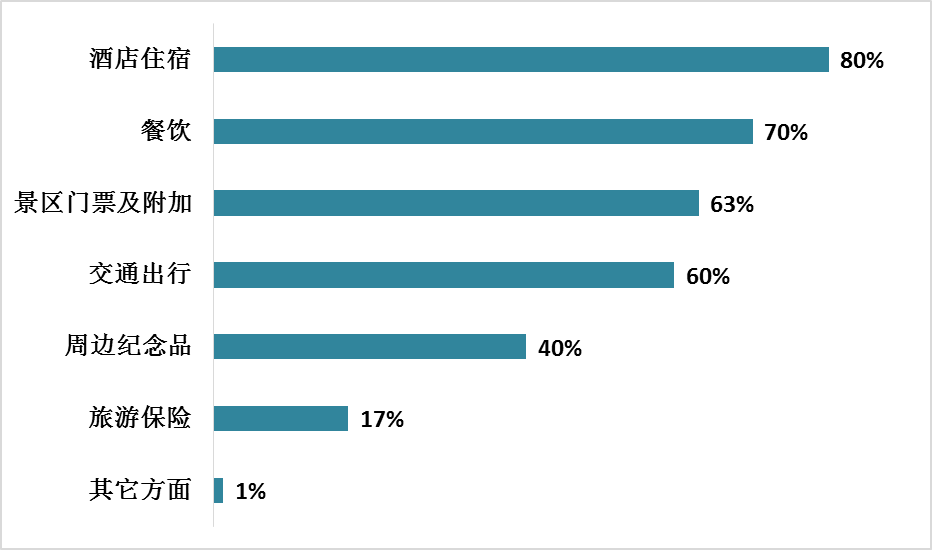 酒店住宿 80%
餐饮 70%
景区门票及附加 63%
交通出行 60%
周边纪念品 40%
旅游保险 17%
其它方面 1%